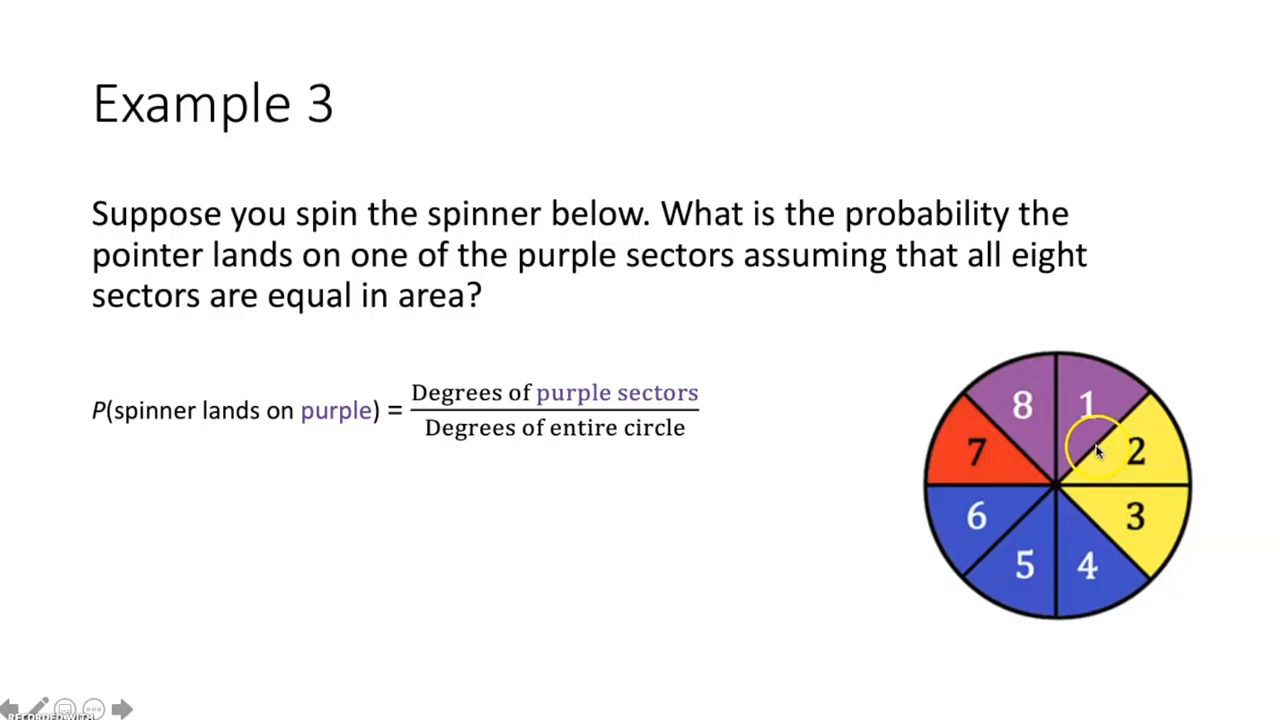 Example 3
Suppose you spin the spinner below. What is the probability the
pointer lands on one of the purple sectors assuming that all eight
sectors are equal in area?
P(spinner lands on purple) = Degrees of purple sectors
Degrees of entire circle
8 1
7 2
6 3
5 4
RECORDED WITH